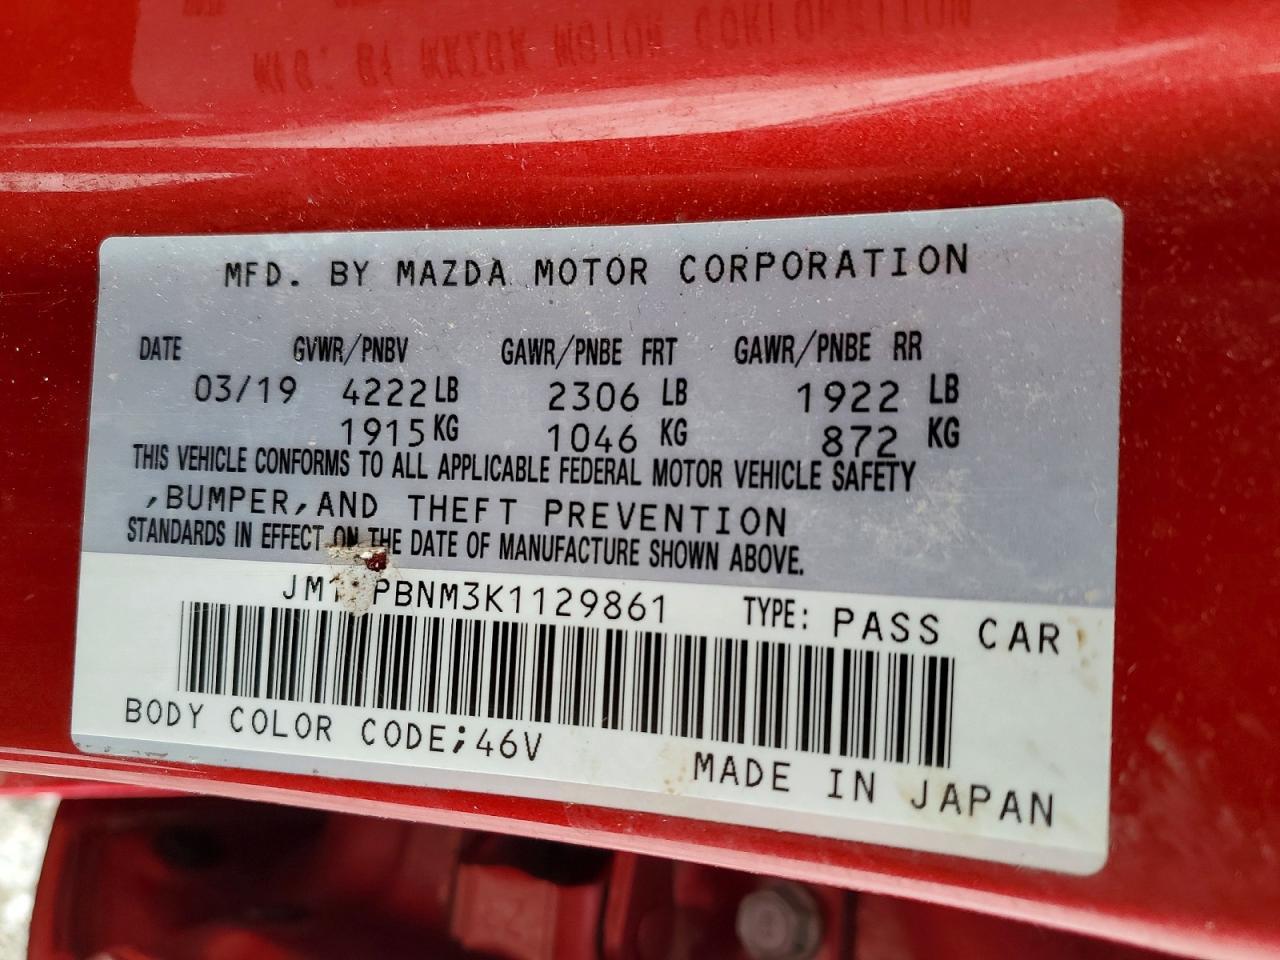 MFD. BY MAZDA MOTOR CORPORATION
DATE GVWR/PNBV GAWR/PNBE FRT GAWR/PNBE RR
03/19 4222 LB 2306 LB 1922 LB
1915 KG 1046 KG 872 KG
THIS VEHICLE CONFORMS TO ALL APPLICABLE FEDERAL MOTOR VEHICLE SAFETY
,BUMPER,AND THEFT PREVENTION
STANDARDS IN EFFECT ON THE DATE OF MANUFACTURE SHOWN ABOVE.
TYPE: PASS CAR
BODY COLOR CODE;46V
MADE IN JAPAN